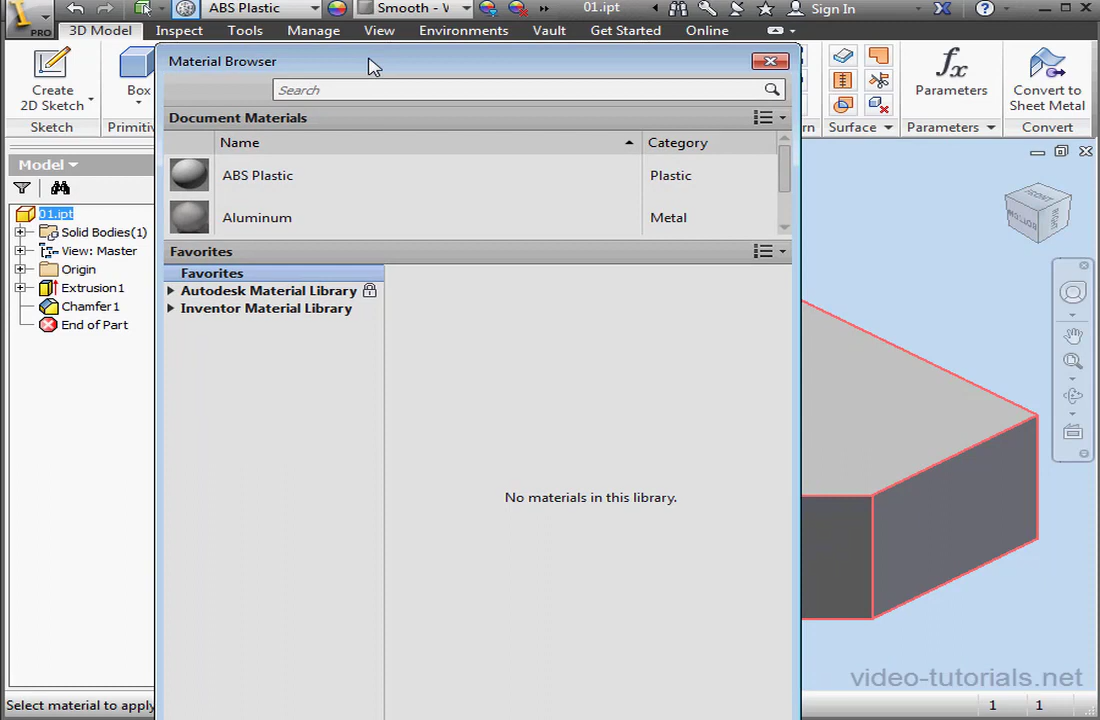 ABS Plastic Smooth - V 01.ipt Sign In
PRO 3D Model Inspect Tools Manage View Environments Vault Get Started Online
Material Browser
Search
Create
2D Sketch
Box
Parameters
Convert to
Sheet Metal
Sketch Primitiv rn Surface Parameters Convert
Document Materials
Name Category
ABS Plastic Plastic
Aluminum Metal
Favorites
Favorites
Autodesk Material Library
Inventor Material Library
No materials in this library.
Model
01.ipt
Solid Bodies(1)
View: Master
Origin
Extrusion1
Chamfer1
End of Part
FRONT
RIGHT
BOTTOM
video-tutorials.net
Select material to apply 1 1